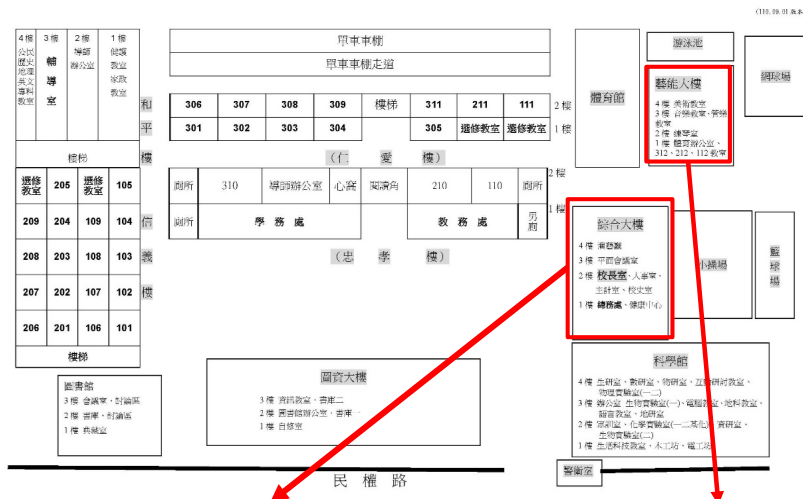 (110.09.01 版本)
4樓 公民 歷史 地理 英文 專科 教室
3樓 輔導室
2樓 導師 辦公室
1樓 健護 教室 家政 教室
和
平
樓
樓梯
單車車棚
單車車棚走道
306 307 308 309 樓梯 311 211 111 2樓
301 302 303 304 305 選修教室 選修教室 1樓
(仁 愛 樓)
體育館
游泳池
網球場
藝能大樓
4樓 美術教室
3樓 音樂教室、管樂
教室
2樓 練琴室
1樓 體育辦公室、
312、212、112教室
選修教室 205 選修教室 105
209 204 109 104
208 203 108 103
207 202 107 102
206 201 106 101
樓梯
信
義
樓
廁所 310 導師辦公室 心窩 閱讀角 210 110 廁所 2樓
廁所 學務處 教務處 男廁 1樓
(忠 孝 樓)
綜合大樓
4樓 演藝廳
3樓 平面會議室
2樓 校長室、人事室、
主計室、校史室
1樓 總務處、健康中心
小操場
籃球場
圖書館
3樓 會議室、討論區
2樓 書庫、討論區
1樓 典藏室
圖資大樓
3樓 資訊教室、書庫二
2樓 圖書館辦公室、書庫一
1樓 自修室
科學館
4樓 生研室、數研室、物研室、互動研討教室、
物理實驗室(一二)
3樓 辦公室 生物實驗室(一)、電腦教室、地科教室、
語言教室、地研室
2樓 軍訓室、化學實驗室(一二某化)、資研室、
生物實驗室(二)
1樓 生活科技教室、木工坊、電工坊
警衛室
民 權 路